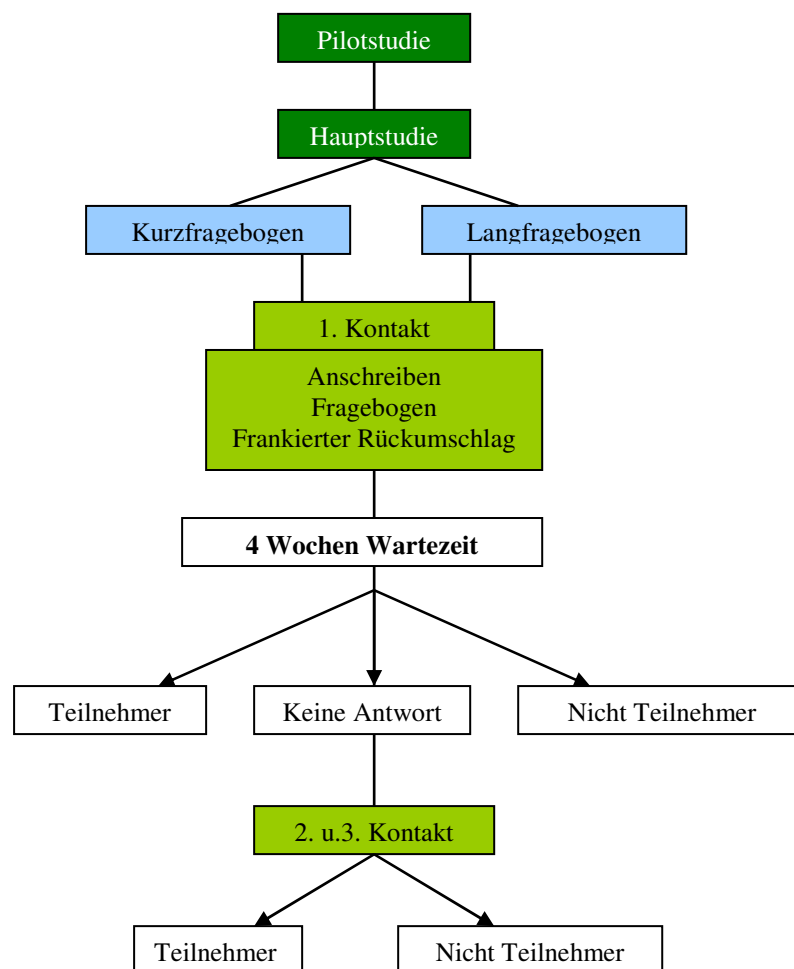 Pilotstudie
Hauptstudie
Kurzfragebogen
Langfragebogen
1. Kontakt
Anschreiben
Fragebogen
Frankierter Rückumschlag
4 Wochen Wartezeit
Teilnehmer
Keine Antwort
Nicht Teilnehmer
2. u.3. Kontakt
Teilnehmer
Nicht Teilnehmer